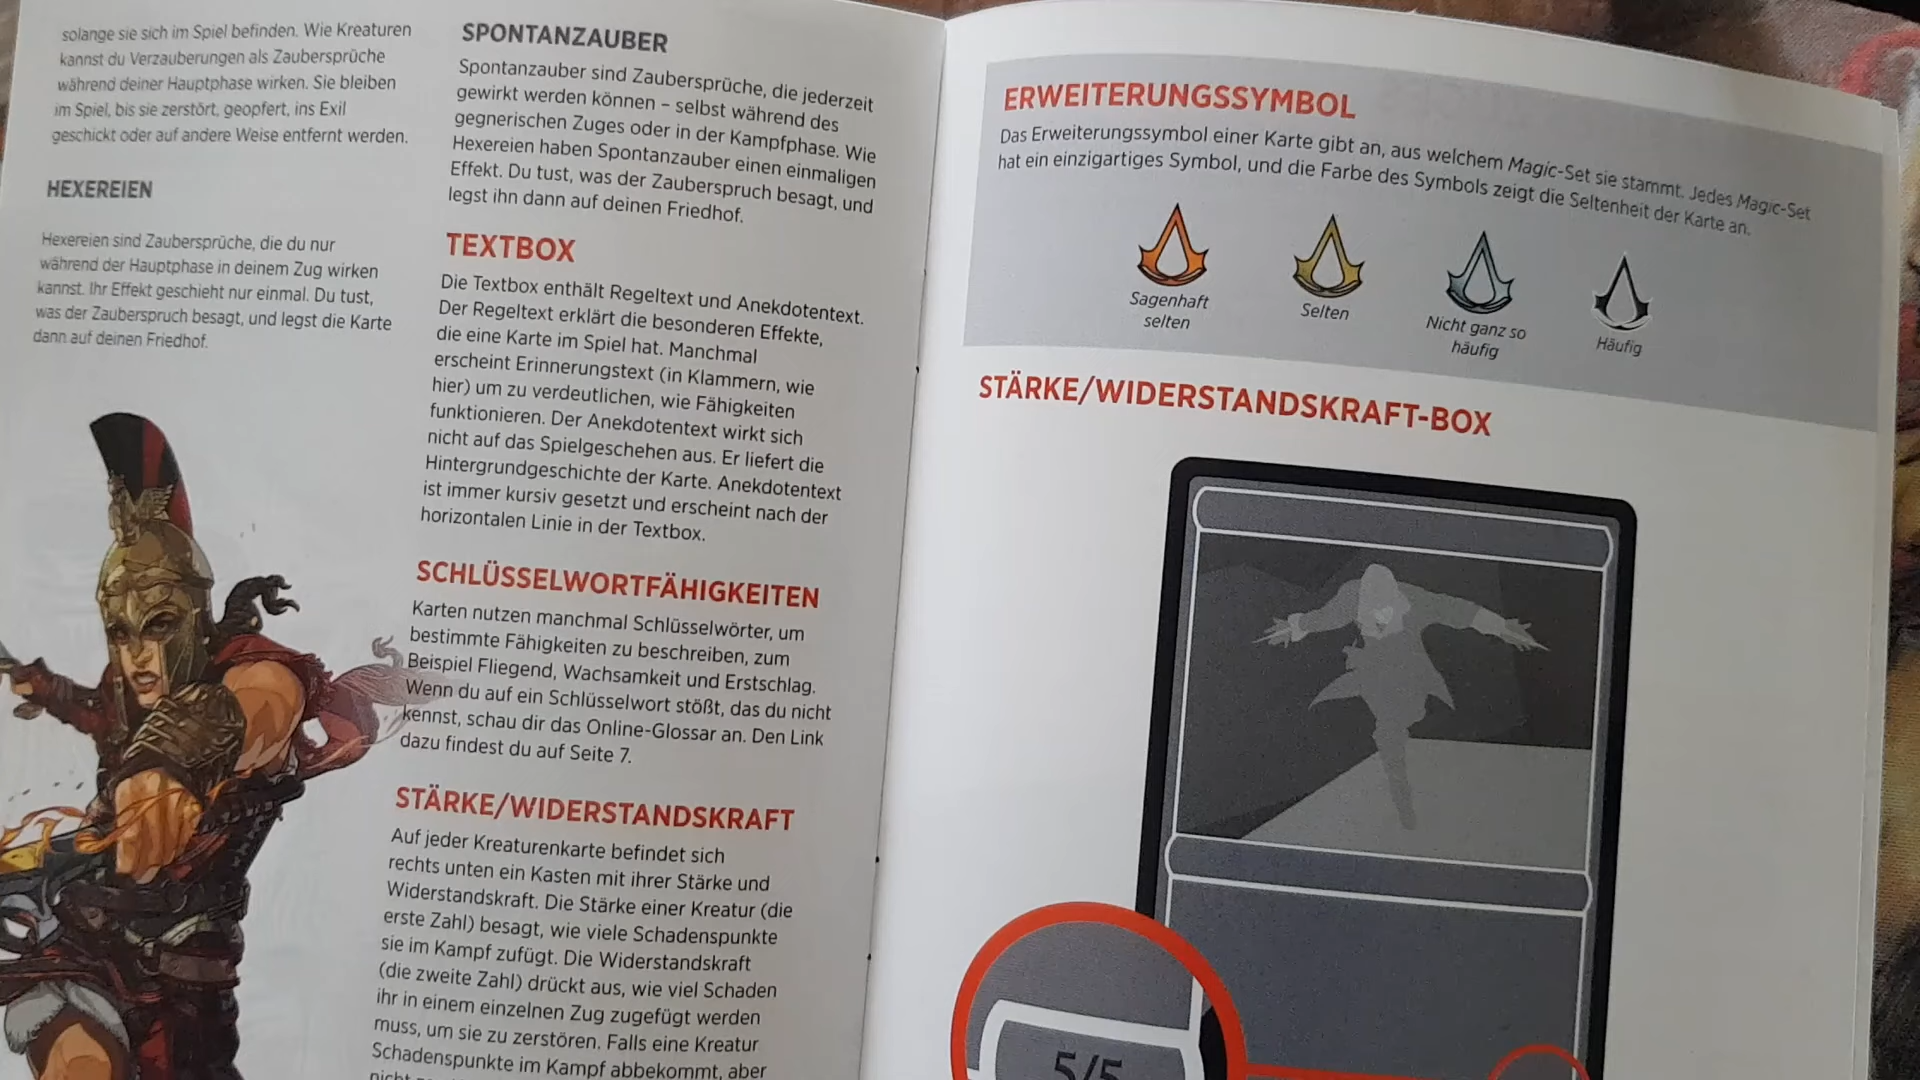 solange sie sich im Spiel befinden. Wie Kreaturen
kannst du Verzauberungen als Zaubersprüche
während deiner Hauptphase wirken. Sie bleiben
im Spiel, bis sie zerstört, geopfert, ins Exil
geschickt oder auf andere Weise entfernt werden.
HEXEREIEN
Hexereien sind Zaubersprüche, die du nur
während der Hauptphase in deinem Zug wirken
kannst. Ihr Effekt geschieht nur einmal. Du tust,
was der Zauberspruch besagt, und legst die Karte
dann auf deinen Friedhof.
SPONTANZAUBER
Spontanzauber sind Zaubersprüche, die jederzeit
gewirkt werden können – selbst während des
gegnerischen Zuges oder in der Kampfphase. Wie
Hexereien haben Spontanzauber einen einmaligen
Effekt. Du tust, was der Zauberspruch besagt, und
legst ihn dann auf deinen Friedhof.
TEXTBOX
Die Textbox enthält Regeltext und Anekdotentext.
Der Regeltext erklärt die besonderen Effekte,
die eine Karte im Spiel hat. Manchmal
erscheint Erinnerungstext (in Klammern, wie
hier) um zu verdeutlichen, wie Fähigkeiten
funktionieren. Der Anekdotentext wirkt sich
nicht auf das Spielgeschehen aus. Er liefert die
Hintergrundgeschichte der Karte. Anekdotentext
ist immer kursiv gesetzt und erscheint nach der
horizontalen Linie in der Textbox.
SCHLÜSSELWORTFÄHIGKEITEN
Karten nutzen manchmal Schlüsselwörter, um
bestimmte Fähigkeiten zu beschreiben, zum
Beispiel Fliegend, Wachsamkeit und Erstschlag.
Wenn du auf ein Schlüsselwort stößt, das du nicht
kennst, schau dir das Online-Glossar an. Den Link
dazu findest du auf Seite 7.
STÄRKE/WIDERSTANDSKRAFT
Auf jeder Kreaturenkarte befindet sich
rechts unten ein Kasten mit ihrer Stärke und
Widerstandskraft. Die Stärke einer Kreatur (die
erste Zahl) besagt, wie viele Schadenspunkte
sie im Kampf zufügt. Die Widerstandskraft
(die zweite Zahl) drückt aus, wie viel Schaden
ihr in einem einzelnen Zug zugefügt werden
muss, um sie zu zerstören. Falls eine Kreatur
Schadenspunkte im Kampf abbekommt, aber
nicht
ERWEITERUNGSSYMBOL
Das Erweiterungssymbol einer Karte gibt an, aus welchem Magic-Set sie stammt. Jedes Magic-Set
hat ein einzigartiges Symbol, und die Farbe des Symbols zeigt die Seltenheit der Karte an.
Sagenhaft
selten
Selten
Nicht ganz so
häufig
Häufig
STÄRKE/WIDERSTANDSKRAFT-BOX
5/5